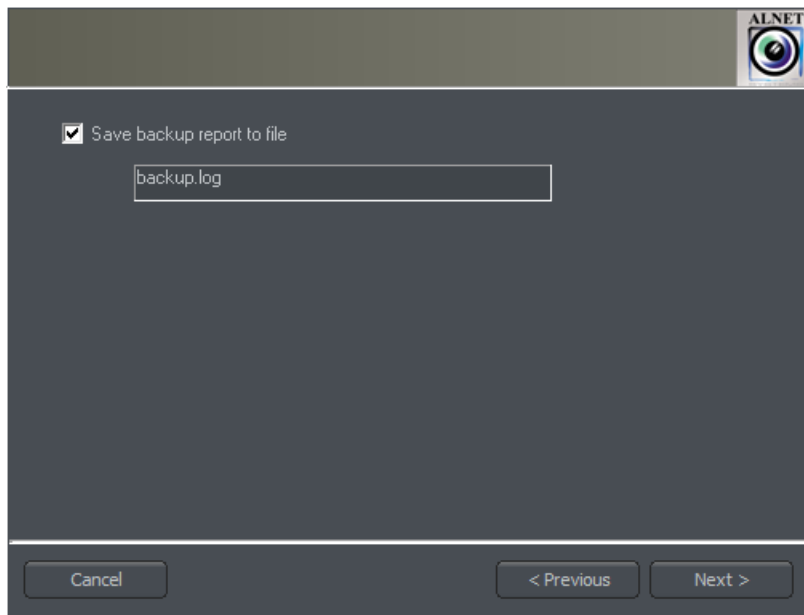 ALNET
Save backup report to file
backup.log
Cancel
< Previous
Next >